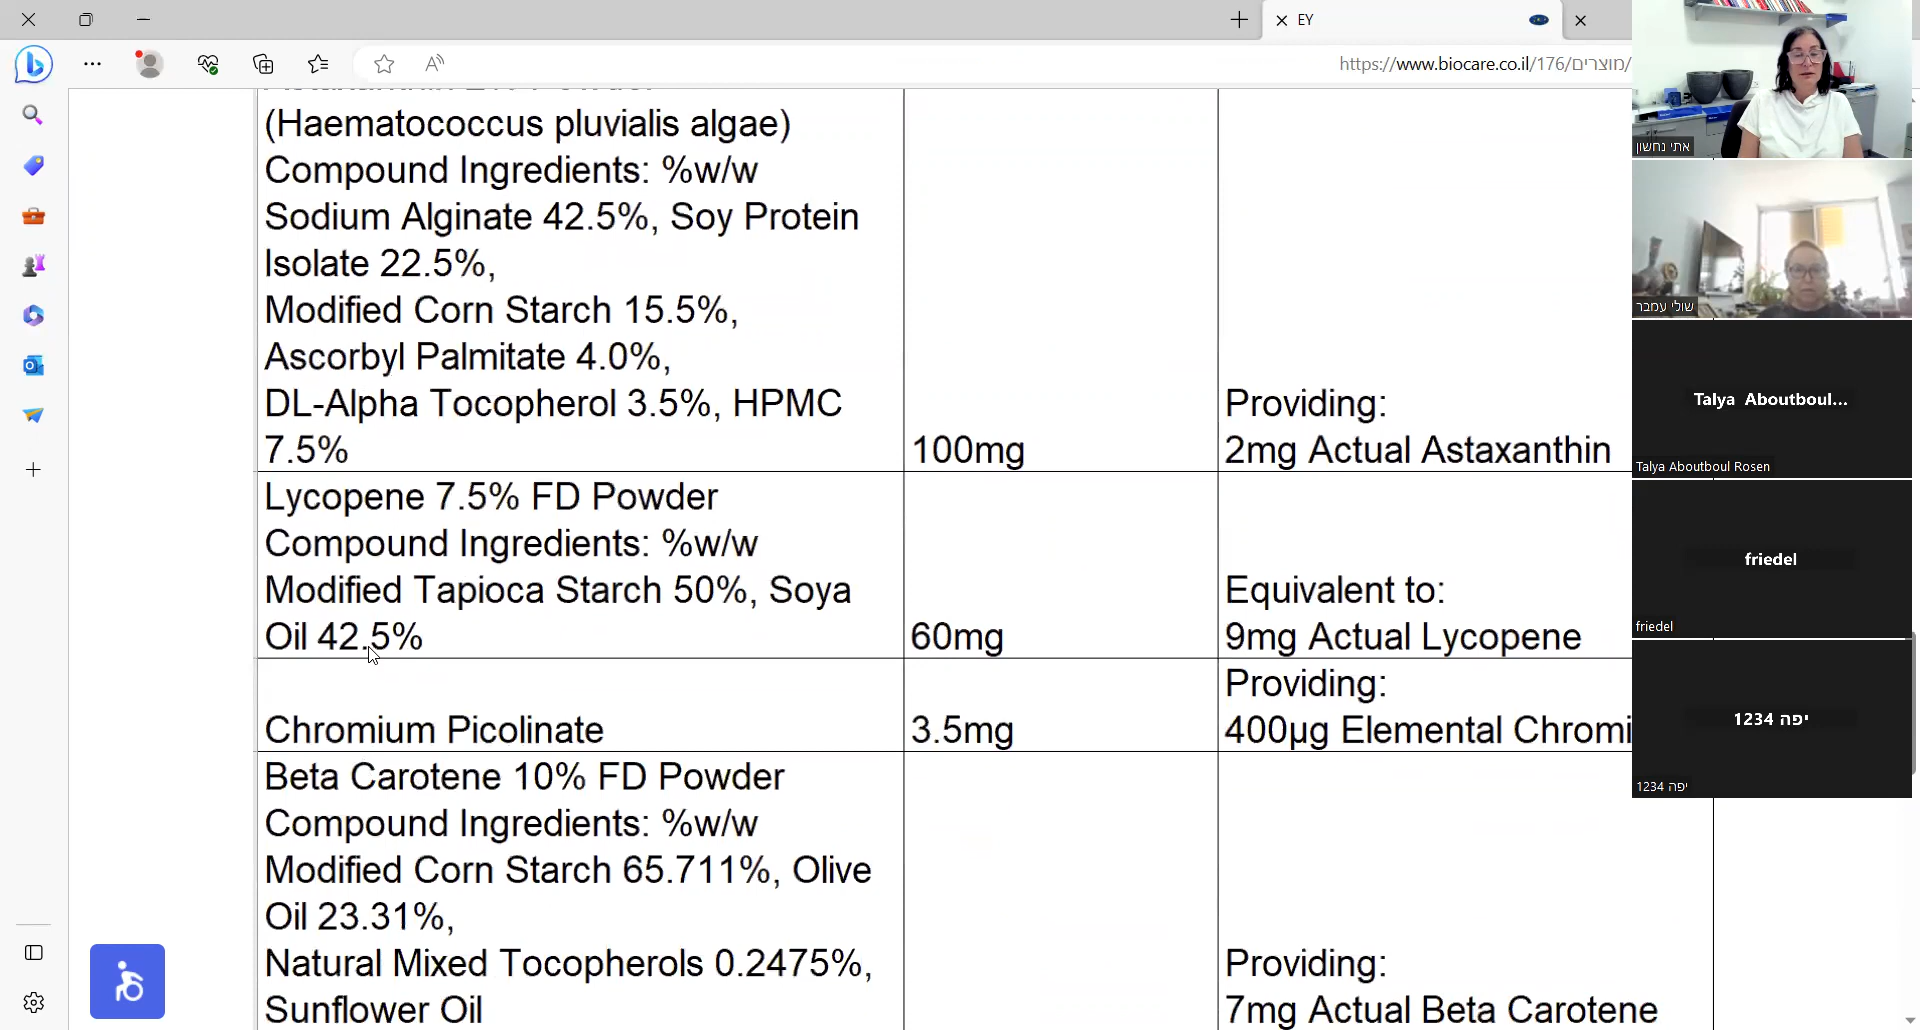 EY
https://www.biocare.co.il/176/מוצרים/
(Haematococcus pluvialis algae)
Compound Ingredients: %w/w
Sodium Alginate 42.5%, Soy Protein
Isolate 22.5%,
Modified Corn Starch 15.5%,
Ascorbyl Palmitate 4.0%,
DL-Alpha Tocopherol 3.5%, HPMC
7.5%
100mg
Providing:
2mg Actual Astaxanthin
Lycopene 7.5% FD Powder
Compound Ingredients: %w/w
Modified Tapioca Starch 50%, Soya
Oil 42.5%
60mg
Equivalent to:
9mg Actual Lycopene
Chromium Picolinate
3.5mg
Providing:
400µg Elemental Chromi
Beta Carotene 10% FD Powder
Compound Ingredients: %w/w
Modified Corn Starch 65.711%, Olive
Oil 23.31%,
Natural Mixed Tocopherols 0.2475%,
Sunflower Oil
Providing:
7mg Actual Beta Carotene
אתי נחשון
שולי עמבר
Talya Aboutboul...
Talya Aboutboul Rosen
friedel
friedel
יפה 1234
יפה 1234